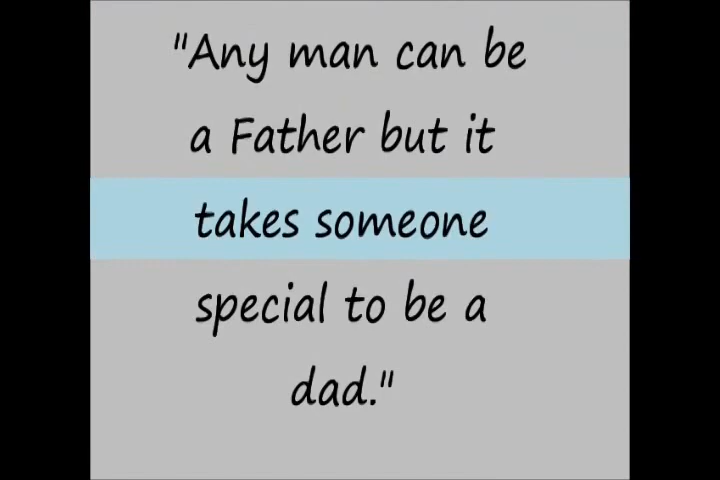 "Any man can be
a Father but it
takes someone
special to be a
dad."